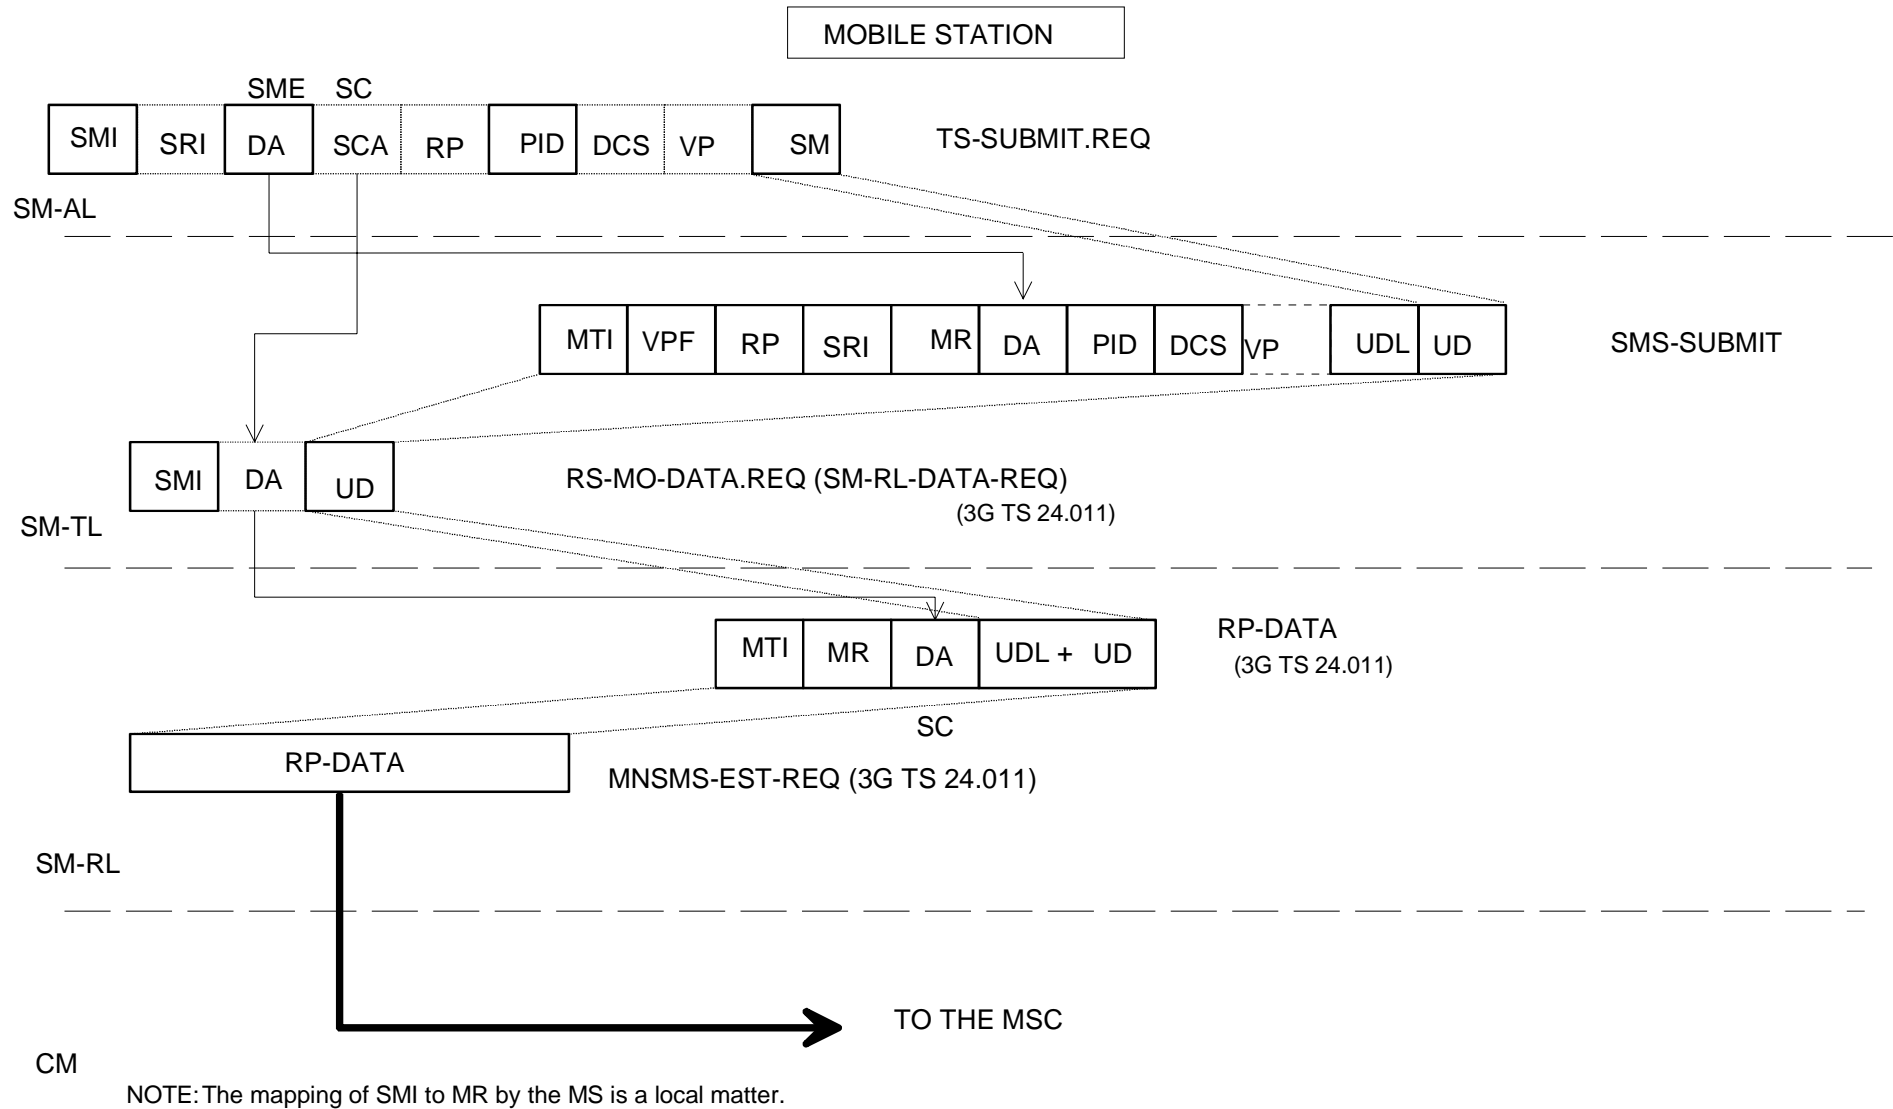 MOBILE STATION
SME SC
SMI SRI DA SCA RP PID DCS VP SM TS-SUBMIT.REQ
SM-AL
MTI VPF RP SRI MR DA PID DCS VP UDL UD SMS-SUBMIT
SMI DA UD RS-MO-DATA.REQ (SM-RL-DATA-REQ)
(3G TS 24.011)
SM-TL
MTI MR DA UDL + UD RP-DATA
(3G TS 24.011)
SC
RP-DATA MNSMS-EST-REQ (3G TS 24.011)
SM-RL
TO THE MSC
CM
NOTE: The mapping of SMI to MR by the MS is a local matter.